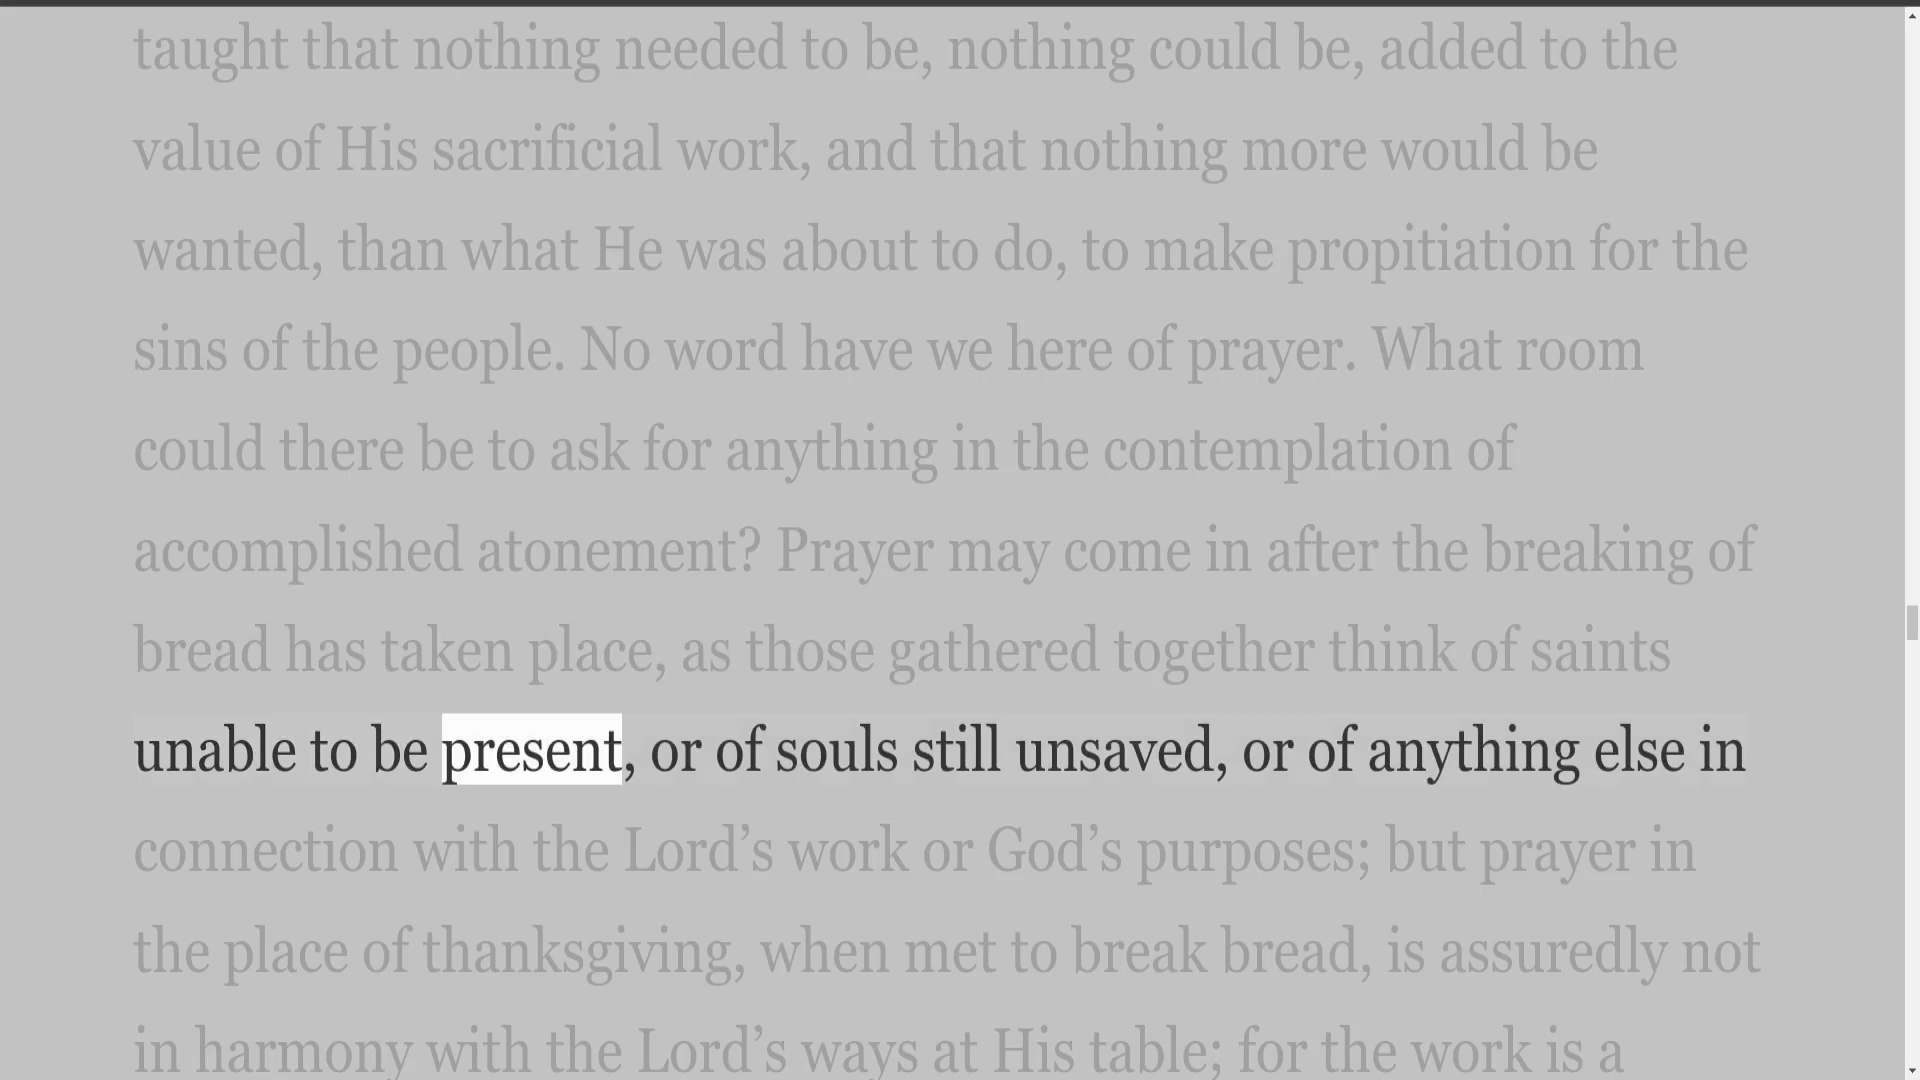 taught that nothing needed to be, nothing could be, added to the
value of His sacrificial work, and that nothing more would be
wanted, than what He was about to do, to make propitiation for the
sins of the people. No word have we here of prayer. What room
could there be to ask for anything in the contemplation of
accomplished atonement? Prayer may come in after the breaking of
bread has taken place, as those gathered together think of saints
unable to be present, or of souls still unsaved, or of anything else in
connection with the Lord’s work or God’s purposes; but prayer in
the place of thanksgiving, when met to break bread, is assuredly not
in harmony with the Lord’s ways at His table; for the work is a